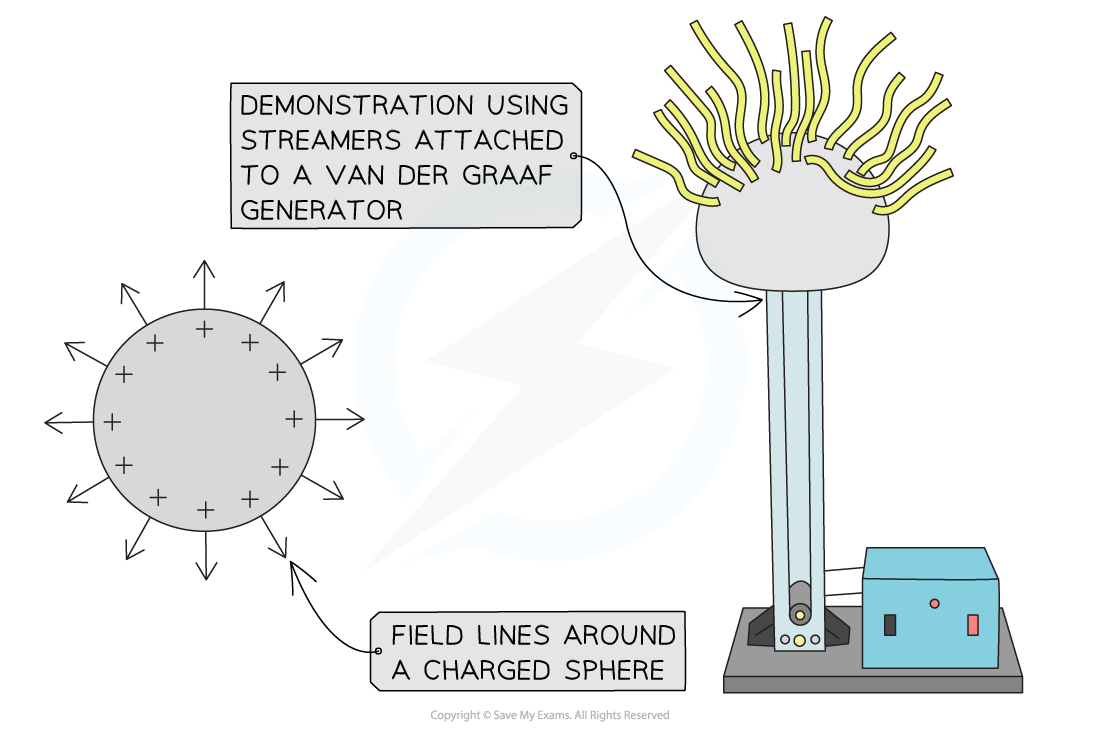 DEMONSTRATION USING
STREAMERS ATTACHED
TO A VAN DER GRAAF
GENERATOR
FIELD LINES AROUND
A CHARGED SPHERE
Copyright © Save My Exams. All Rights Reserved